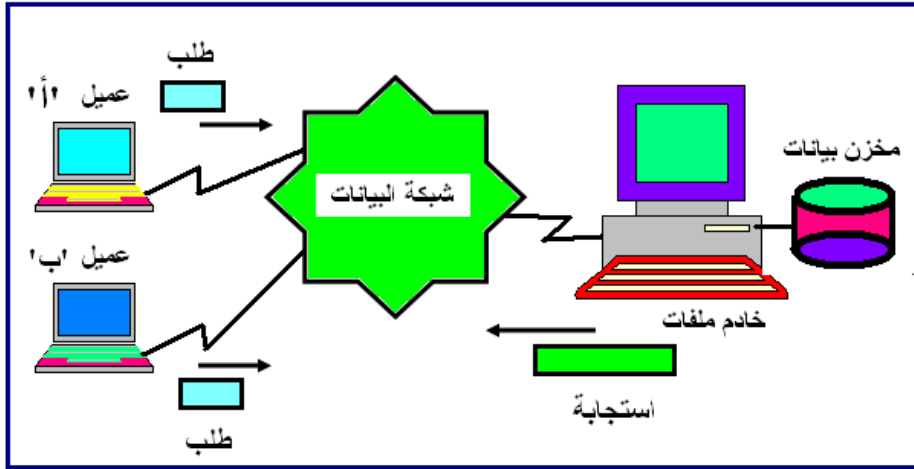 طلب
عميل "أ"
مخزن بيانات
شبكة البيانات
عميل "ب"
خادم ملفات
استجابة
طلب